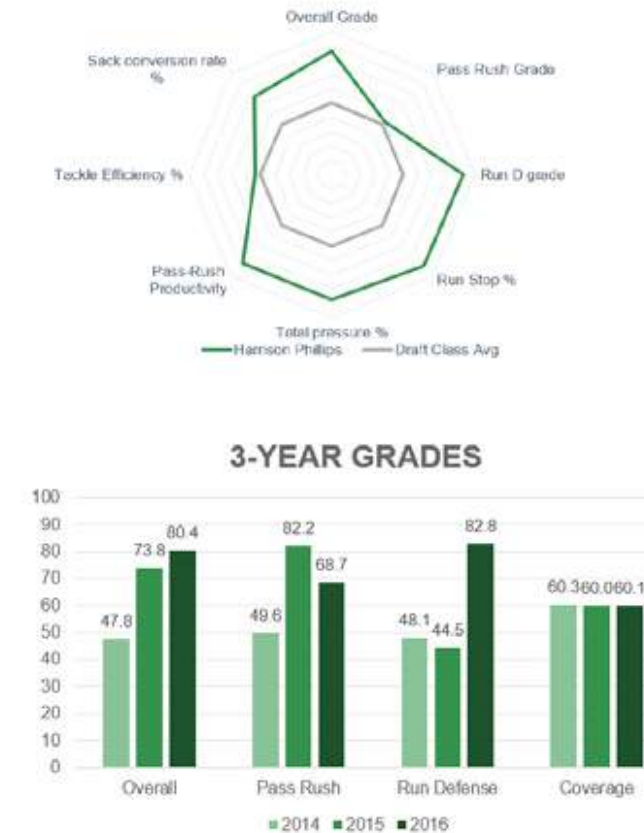 Overall Grade
Sack conversion rate
%
Pass Rush Grade
Tackle Efficiency %
Run D grade
Pass-Rush
Productivity
Run Stop %
Total pressure %
Harrison Phillips
Draft Class Avg
3-YEAR GRADES
100
90
80
70
60
50
40
30
20
10
0
47.8
73.8
80.4
49.6
82.2
68.7
48.1
44.5
82.8
60.3
60.0
60.1
Overall
Pass Rush
Run Defense
Coverage
2014
2015
2016